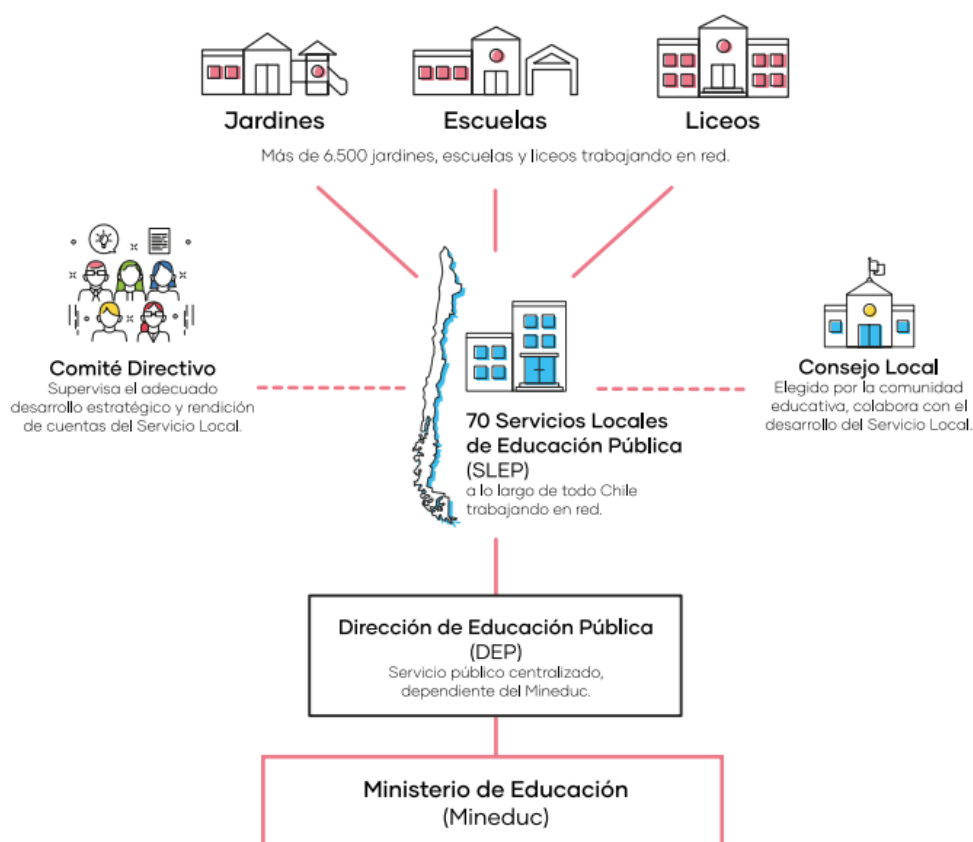 Jardines
Escuelas
Liceos
Más de 6.500 jardines, escuelas y liceos trabajando en red.
Comité Directivo
Supervisa el adecuado
desarrollo estratégico y rendición
de cuentas del Servicio Local.
70 Servicios Locales
de Educación Pública
(SLEP)
a lo largo de todo Chile
trabajando en red.
Consejo Local
Elegido por la comunidad
educativa, colabora con el
desarrollo del Servicio Local.
Dirección de Educación Pública
(DEP)
Servicio público centralizado,
dependiente del Mineduc.
Ministerio de Educación
(Mineduc)